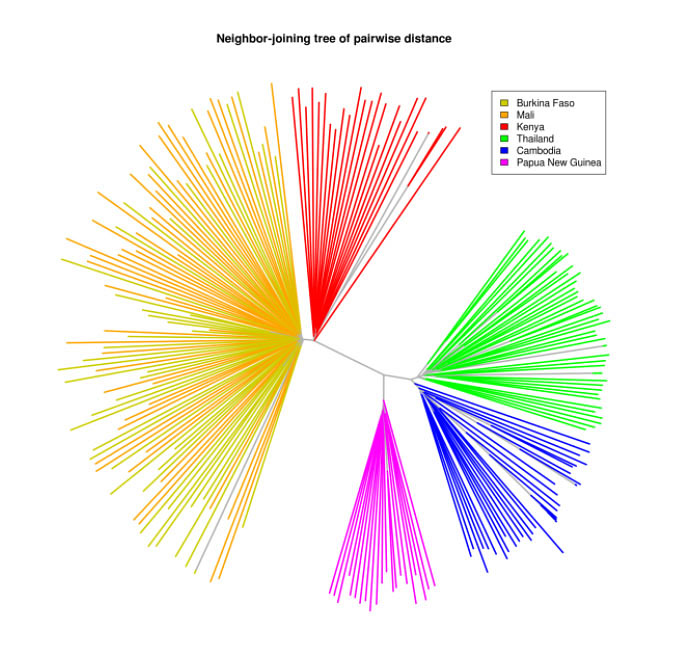 Neighbor-joining tree of pairwise distance
Burkina Faso
Mali
Kenya
Thailand
Cambodia
Papua New Guinea